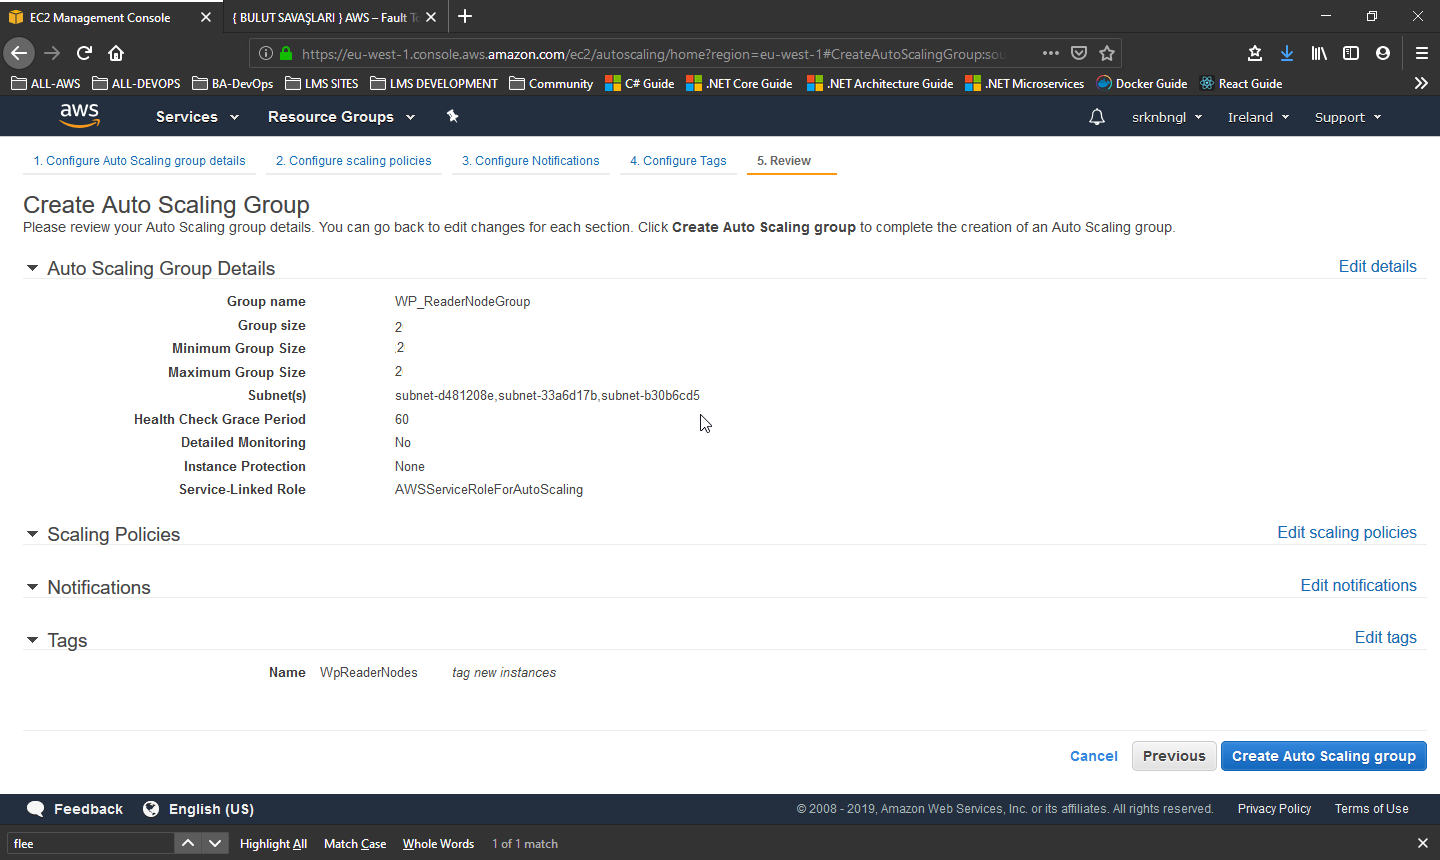 EC2 Management Console
{ BULUT SAVAŞLARI } AWS – Fault To
https://eu-west-1.console.aws.amazon.com/ec2/autoscaling/home?region=eu-west-1#CreateAutoScalingGroup:sou
ALL-AWS ALL-DEVOPS BA-DevOps LMS SITES LMS DEVELOPMENT Community C# Guide .NET Core Guide .NET Architecture Guide .NET Microservices Docker Guide React Guide
aws Services Resource Groups srknbngl Ireland Support
1. Configure Auto Scaling group details 2. Configure scaling policies 3. Configure Notifications 4. Configure Tags 5. Review
Create Auto Scaling Group
Please review your Auto Scaling group details. You can go back to edit changes for each section. Click Create Auto Scaling group to complete the creation of an Auto Scaling group.
Auto Scaling Group Details Edit details
Group name WP_ReaderNodeGroup
Group size 2
Minimum Group Size 2
Maximum Group Size 2
Subnet(s) subnet-d481208e,subnet-33a6d17b,subnet-b30b6cd5
Health Check Grace Period 60
Detailed Monitoring No
Instance Protection None
Service-Linked Role AWSServiceRoleForAutoScaling
Scaling Policies Edit scaling policies
Notifications Edit notifications
Tags Edit tags
Name WpReaderNodes tag new instances
Cancel Previous Create Auto Scaling group
Feedback English (US) © 2008 - 2019, Amazon Web Services, Inc. or its affiliates. All rights reserved. Privacy Policy Terms of Use
flee Highlight All Match Case Whole Words 1 of 1 match